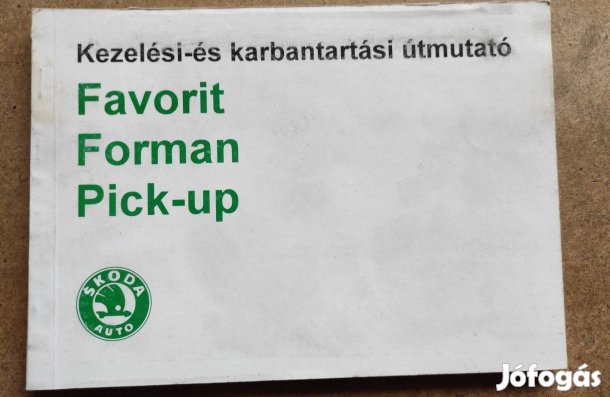 Kezelési-és karbantartási útmutató
Favorit
Forman
Pick-up
ŠKODA
AUTO
Jófogás